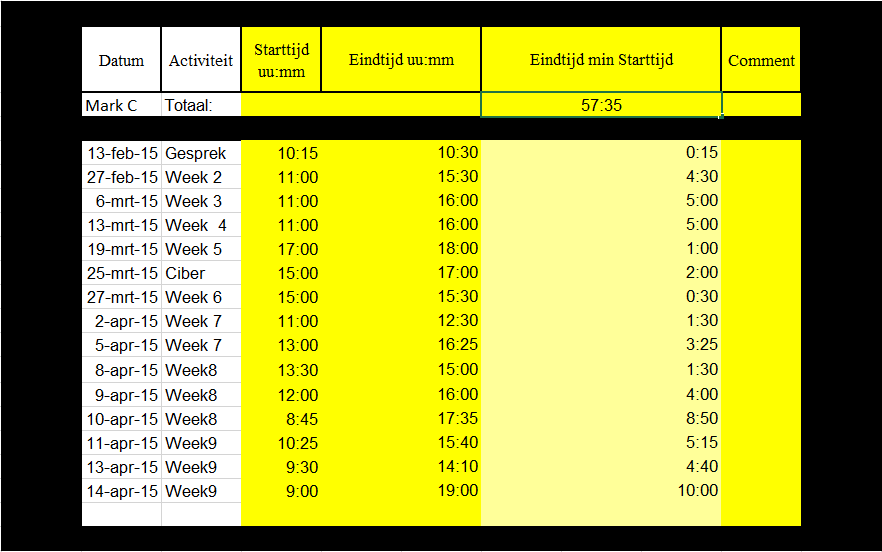 Datum Activiteit Starttijd uu:mm Eindtijd uu:mm Eindtijd min Starttijd Comment
Mark C Totaal: 57:35
13-feb-15 Gesprek 10:15 10:30 0:15
27-feb-15 Week 2 11:00 15:30 4:30
6-mrt-15 Week 3 11:00 16:00 5:00
13-mrt-15 Week  4 11:00 16:00 5:00
19-mrt-15 Week 5 17:00 18:00 1:00
25-mrt-15 Ciber 15:00 17:00 2:00
27-mrt-15 Week 6 15:00 15:30 0:30
2-apr-15 Week 7 11:00 12:30 1:30
5-apr-15 Week 7 13:00 16:25 3:25
8-apr-15 Week8 13:30 15:00 1:30
9-apr-15 Week8 12:00 16:00 4:00
10-apr-15 Week8 8:45 17:35 8:50
11-apr-15 Week9 10:25 15:40 5:15
13-apr-15 Week9 9:30 14:10 4:40
14-apr-15 Week9 9:00 19:00 10:00